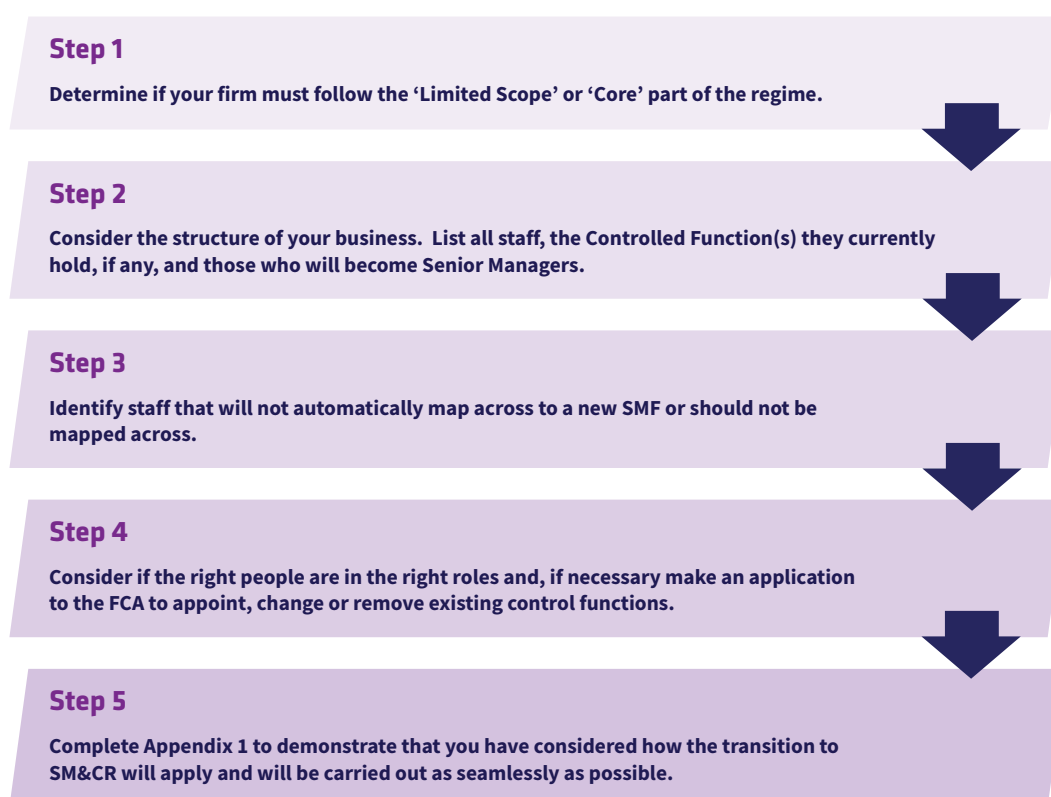 Step 1
Determine if your firm must follow the ‘Limited Scope’ or ‘Core’ part of the regime.
Step 2
Consider the structure of your business.  List all staff, the Controlled Function(s) they currently
hold, if any, and those who will become Senior Managers.
Step 3
Identify staff that will not automatically map across to a new SMF or should not be
mapped across.
Step 4
Consider if the right people are in the right roles and, if necessary make an application
to the FCA to appoint, change or remove existing control functions.
Step 5
Complete Appendix 1 to demonstrate that you have considered how the transition to
SM&CR will apply and will be carried out as seamlessly as possible.